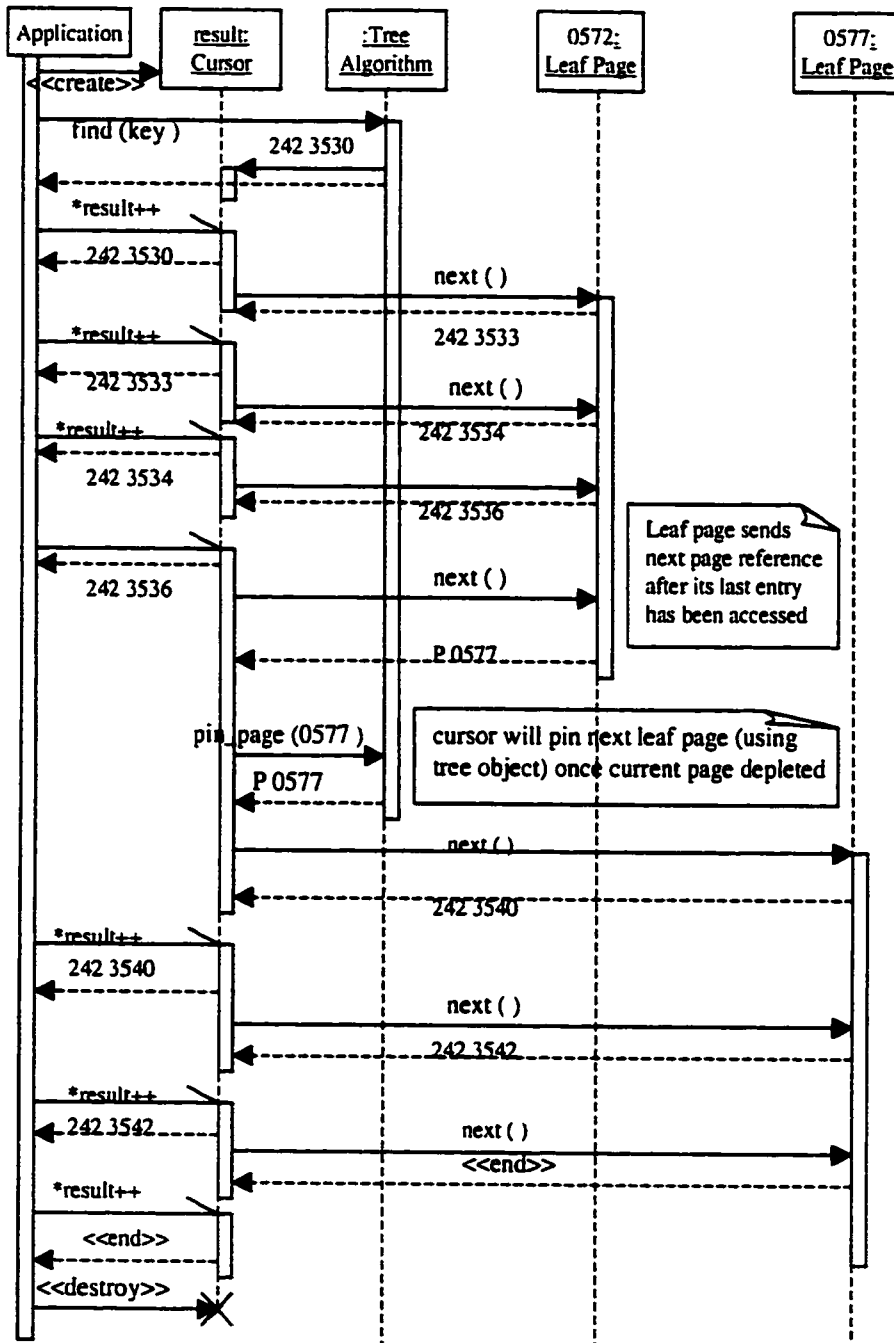 Application
result:
Cursor
:Tree
Algorithm
0572:
Leaf Page
0577:
Leaf Page
<<create>>
find (key )
242 3530
*result++
242 3530
next ( )
242 3533
*result++
242 3533
next ( )
242 3534
*result++
242 3534
242 3536
Leaf page sends
next page reference
after its last entry
has been accessed
242 3536
next ( )
P 0577
pin_page (0577 )
cursor will pin next leaf page (using
tree object) once current page depleted
P 0577
next ( )
242 3540
*result++
242 3540
next ( )
242 3542
*result++
242 3542
next ( )
<<end>>
*result++
<<end>>
<<destroy>>